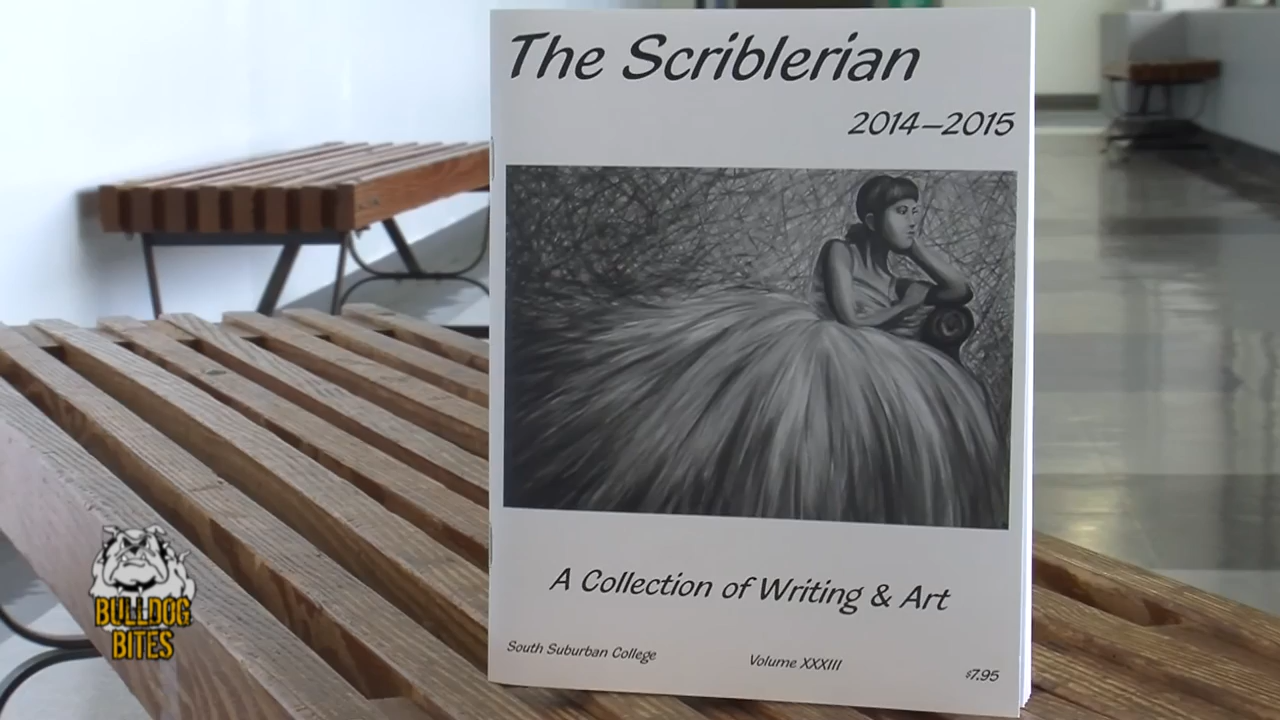 The Scriblerian
2014–2015
A Collection of Writing & Art
South Suburban College
Volume XXXIII
$7.95
BULLDOG
BITES